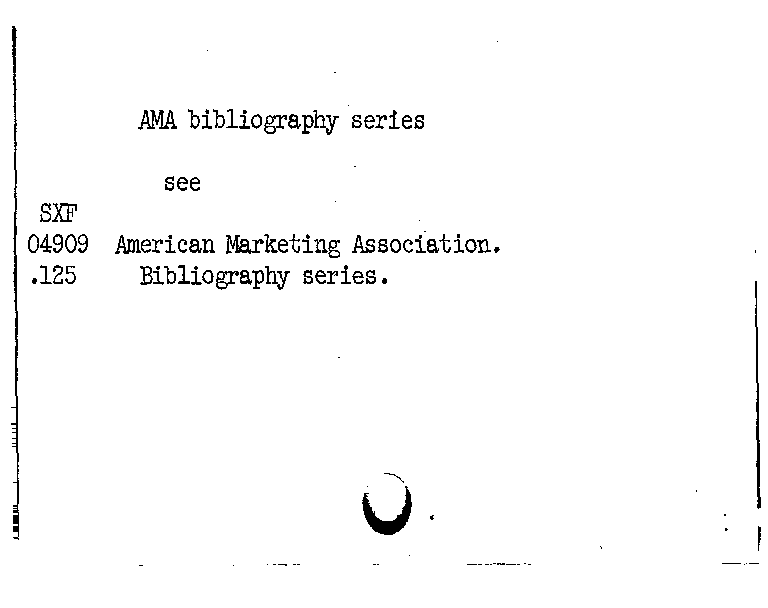 AMA bibliography series
see
SXF
04909 American Marketing Association.
.125 Bibliography series.